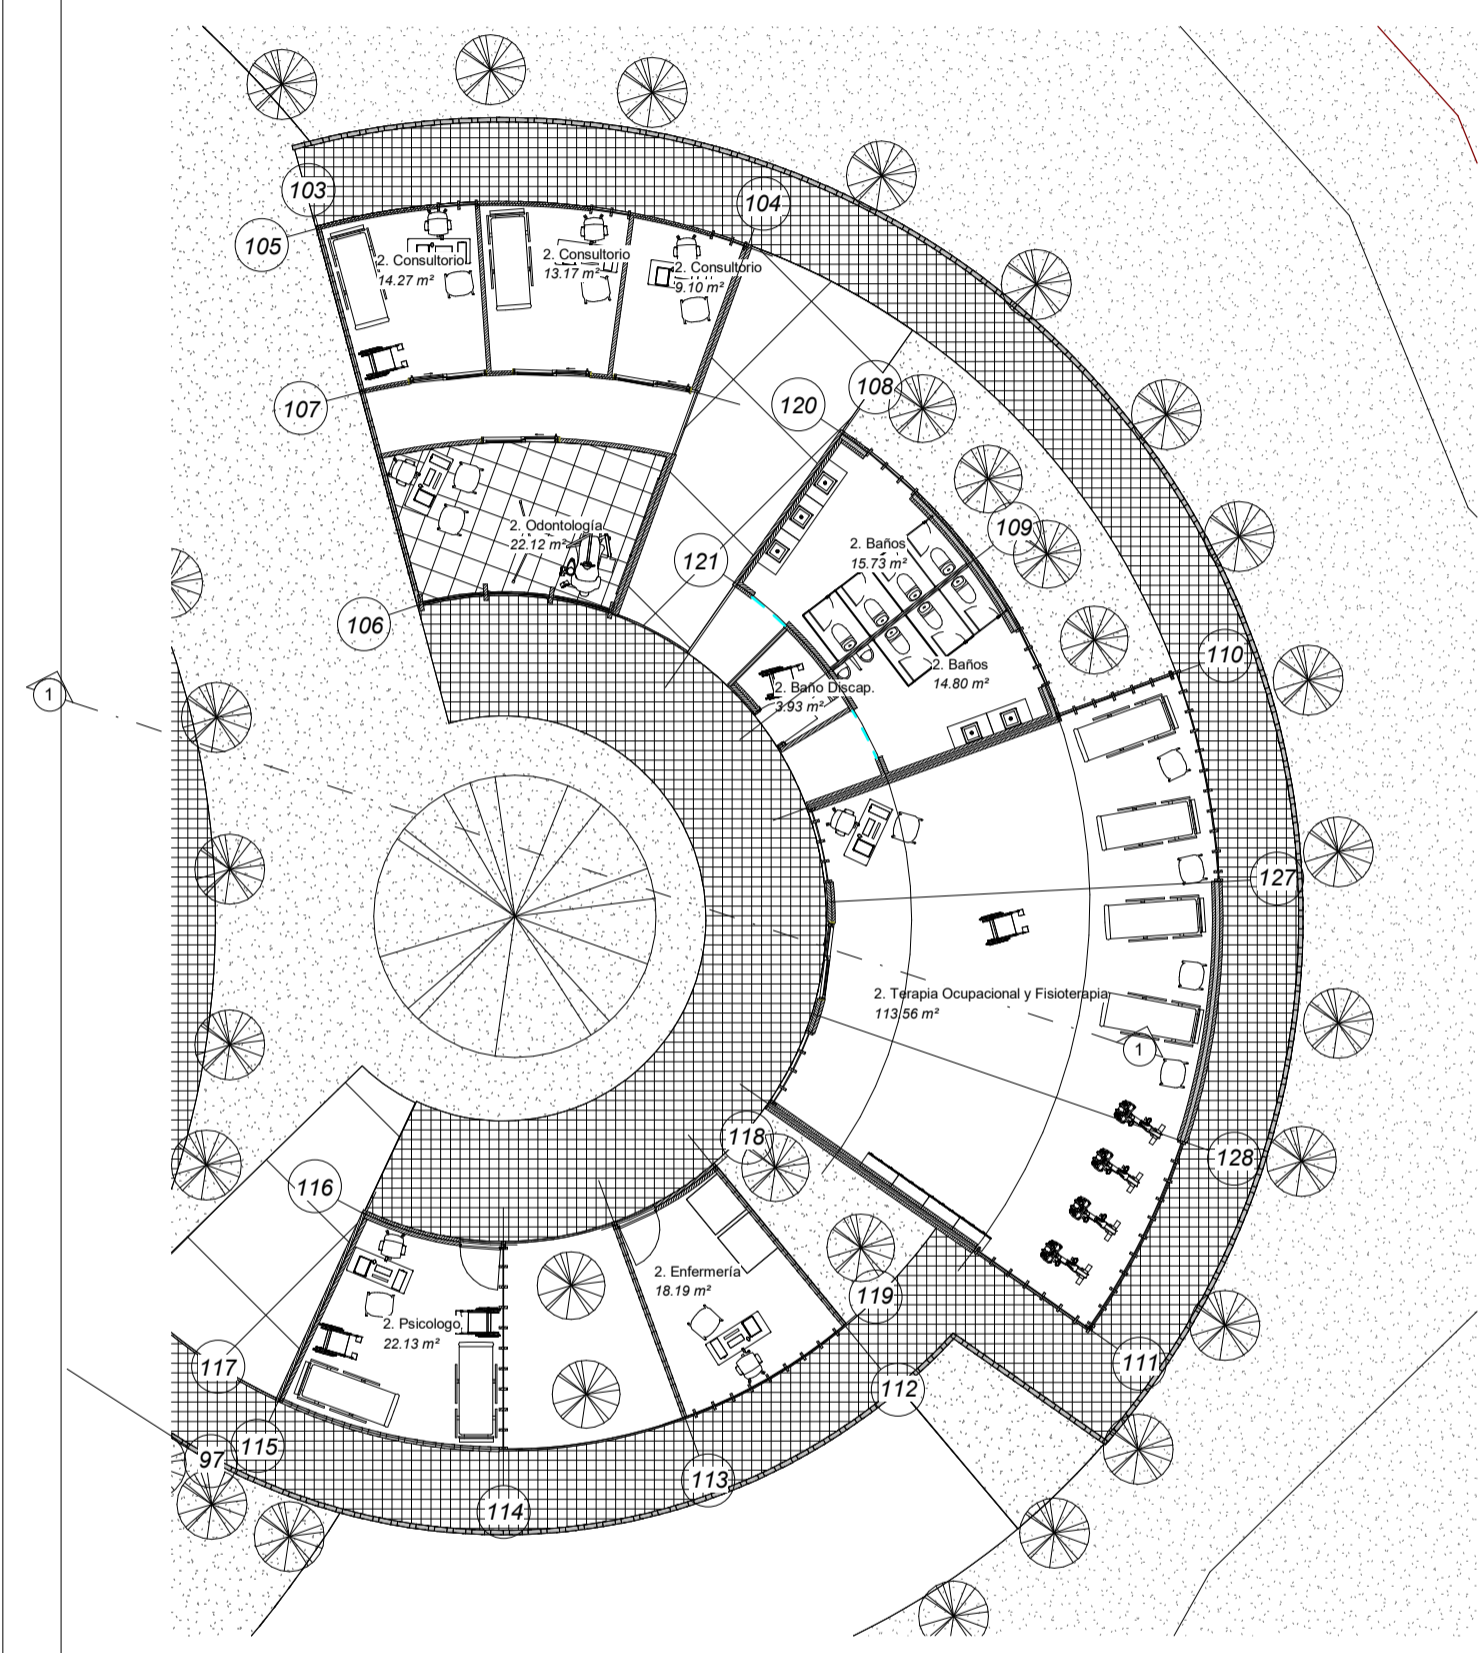 103
104
105
2. Consultorio
14.27 m²
2. Consultorio
13.17 m²
2. Consultorio
9.10 m²
107
120
108
2. Odontología
22.12 m²
121
109
2. Baños
15.73 m²
106
2. Baños
14.80 m²
110
2. Baño Discap.
3.93 m²
1
127
2. Terapia Ocupacional y Fisioterapia
113.56 m²
1
118
128
116
2. Enfermería
18.19 m²
119
2. Psicologo
22.13 m²
117
111
112
115
97
113
114